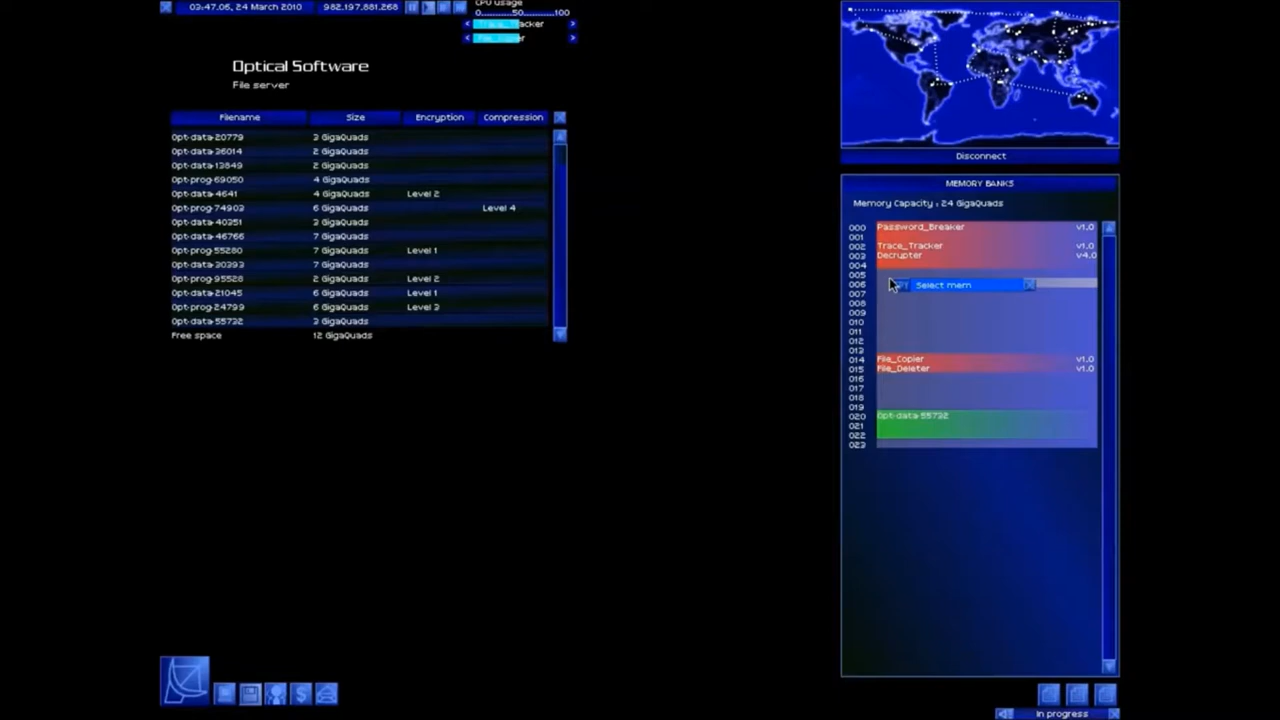 03:47.06, 24 March 2010 982.197.881.268
CPU usage
0.........50.........100
Trace_Tracker
File_Copier
Optical Software
File server
Filename Size Encryption Compression
Opt-data-20779 3 GigaQuads
Opt-data-36014 2 GigaQuads
Opt-data-13849 2 GigaQuads
Opt-prog-69050 4 GigaQuads
Opt-data-4641 4 GigaQuads Level 2
Opt-prog-74903 6 GigaQuads Level 4
Opt-data-40351 3 GigaQuads
Opt-data-46766 7 GigaQuads
Opt-prog-55280 7 GigaQuads Level 1
Opt-data-30393 7 GigaQuads
Opt-prog-95528 2 GigaQuads Level 2
Opt-data-21045 6 GigaQuads Level 1
Opt-prog-24799 6 GigaQuads Level 3
Opt-data-55732 3 GigaQuads
Free space 12 GigaQuads
Disconnect
MEMORY BANKS
Memory Capacity : 24 GigaQuads
000 Password_Breaker v1.0
001
002 Trace_Tracker v1.0
003 Decrypter v4.0
004
005
006 Select mem
007
008
009
010
011
012
013
014 File_Copier v1.0
015 File_Deleter v1.0
016
017
018
019
020 Opt-data-55732
021
022
023
In progress